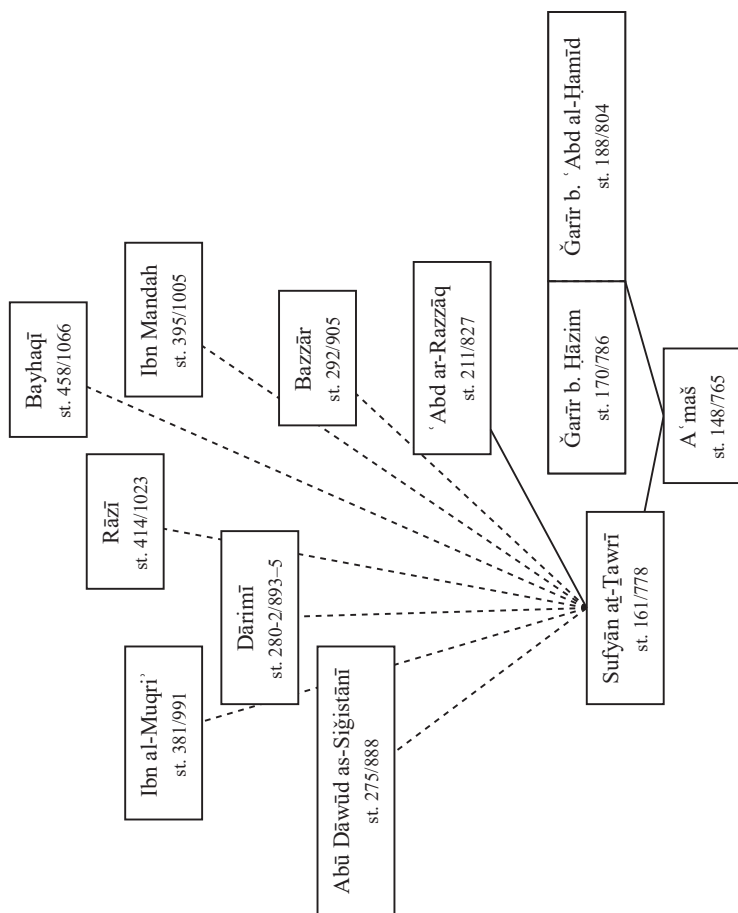 Bayhaqī
st. 458/1066
Rāzī
st. 414/1023
Ibn al-Muqriʾ
st. 381/991
Ibn Mandah
st. 395/1005
Dārimī
st. 280-2/893–5
Bazzār
st. 292/905
Abū Dāwūd as-Siǧistānī
st. 275/888
ʿAbd ar-Razzāq
st. 211/827
Ǧarīr b. Ḥāzim
st. 170/786
Ǧarīr b. ʿAbd al-Ḥamīd
st. 188/804
Sufyān aṯ-Ṯawrī
st. 161/778
Aʿmaš
st. 148/765